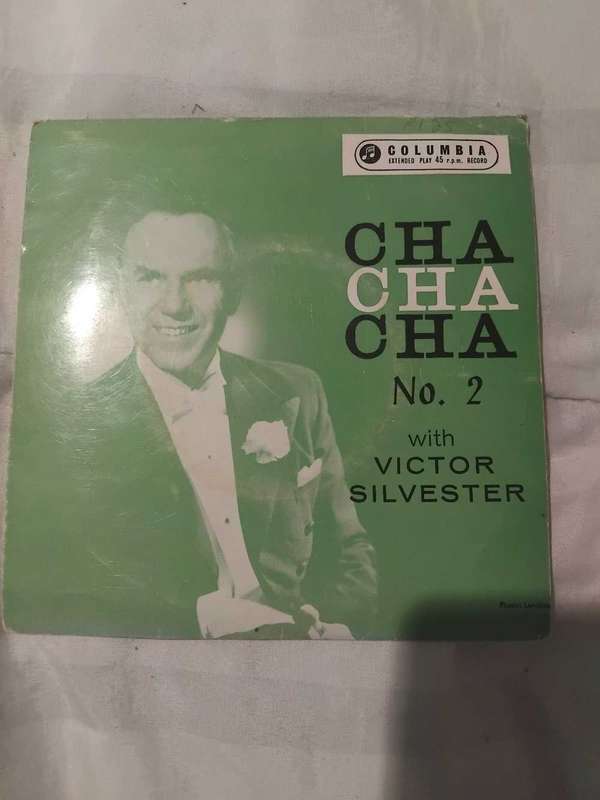 COLUMBIA
EXTENDED PLAY 45 r.p.m. RECORD
CHA
CHA
CHA
No. 2
with
VICTOR
SILVESTER